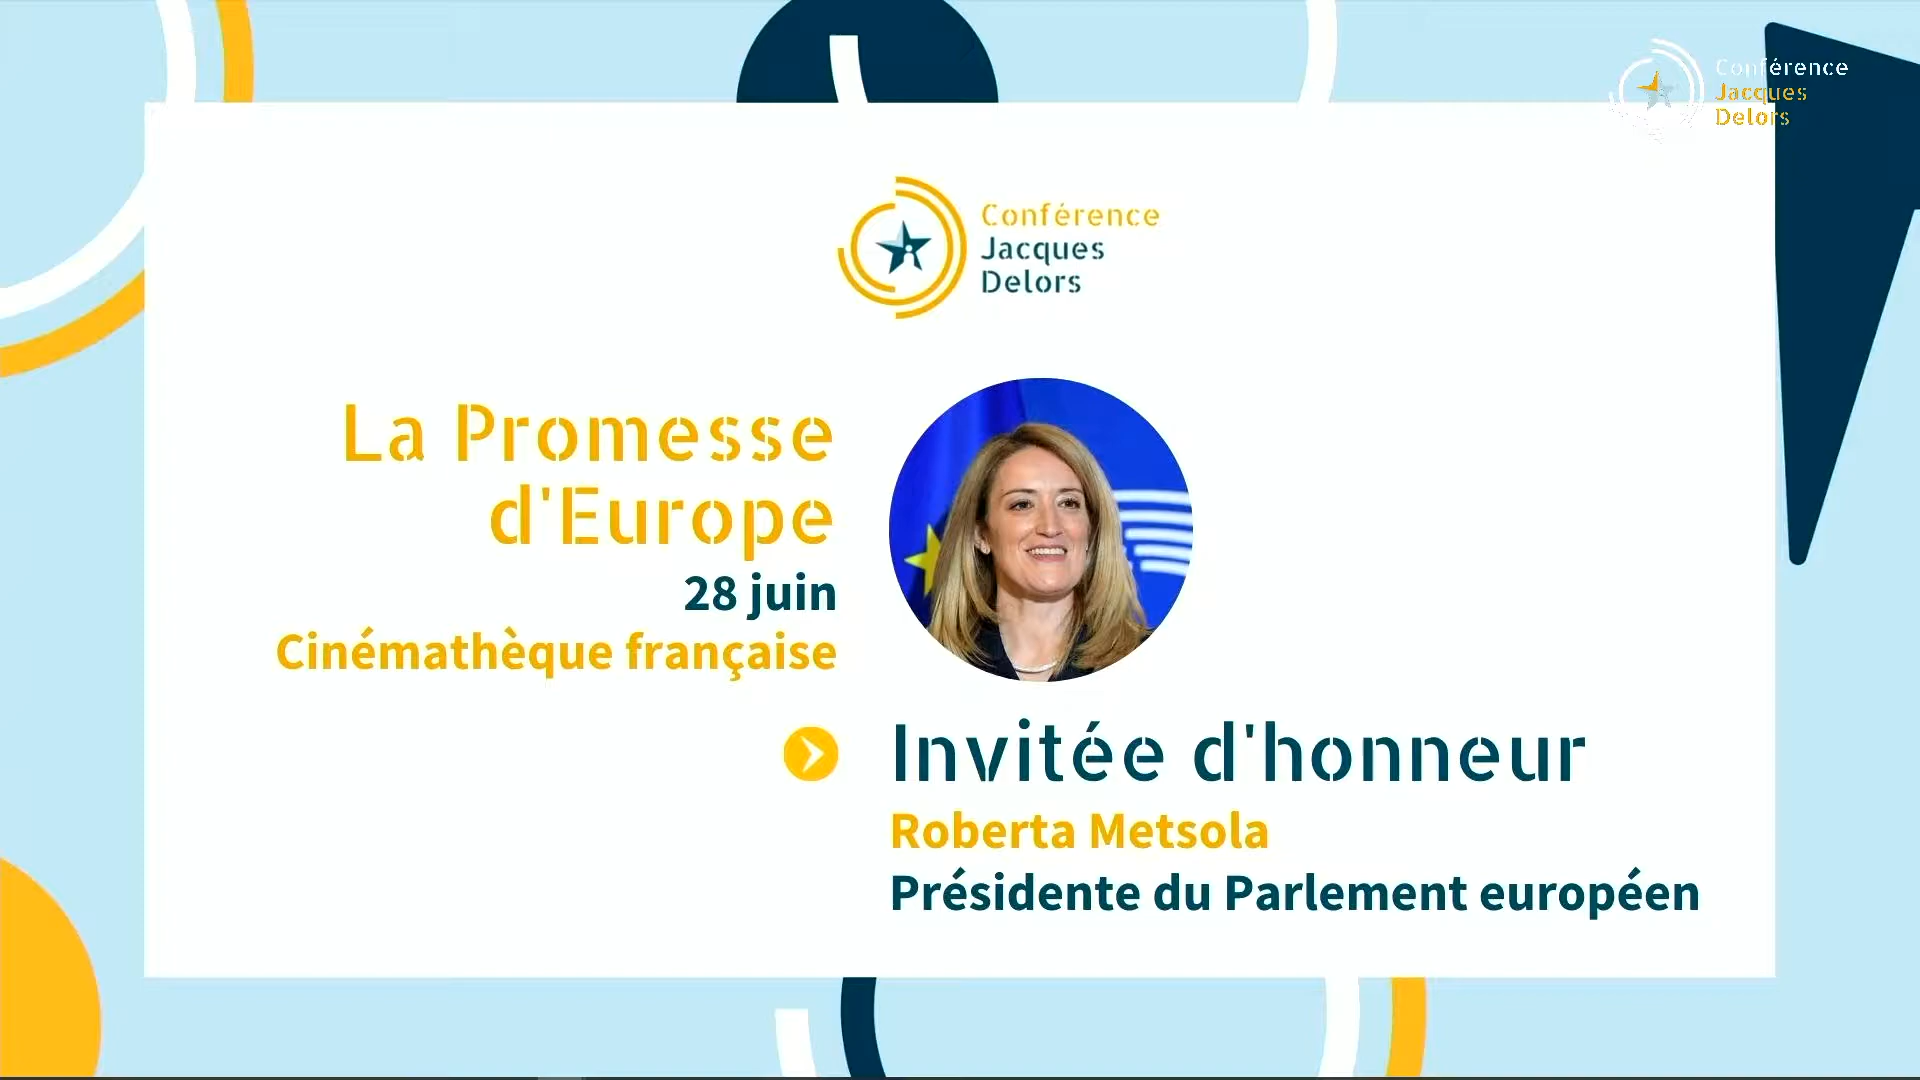 Conférence
Jacques
Delors
Conférence
Jacques
Delors
La Promesse
d'Europe
28 juin
Cinémathèque française
Invitée d'honneur
Roberta Metsola
Présidente du Parlement européen